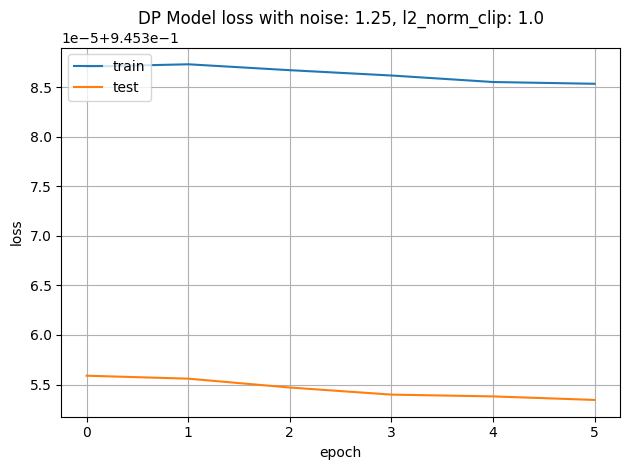 DP Model loss with noise: 1.25, l2_norm_clip: 1.0
1e-5+9.453e-1
train
test
8.5
8.0
7.5
7.0
6.5
6.0
5.5
loss
0 1 2 3 4 5
epoch